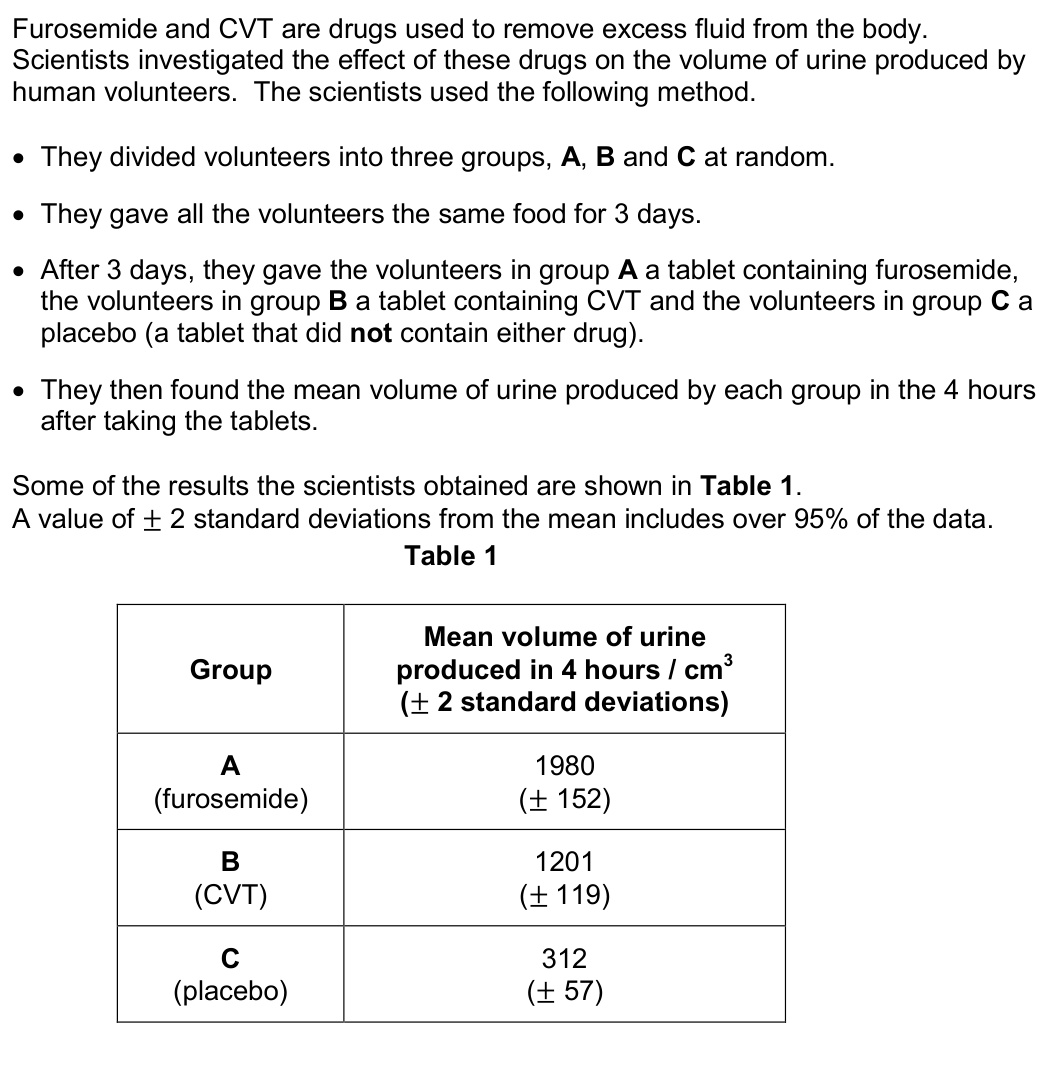 Furosemide and CVT are drugs used to remove excess fluid from the body.
Scientists investigated the effect of these drugs on the volume of urine produced by
human volunteers.  The scientists used the following method.
• They divided volunteers into three groups, A, B and C at random.
• They gave all the volunteers the same food for 3 days.
• After 3 days, they gave the volunteers in group A a tablet containing furosemide,
the volunteers in group B a tablet containing CVT and the volunteers in group C a
placebo (a tablet that did not contain either drug).
• They then found the mean volume of urine produced by each group in the 4 hours
after taking the tablets.
Some of the results the scientists obtained are shown in Table 1.
A value of ± 2 standard deviations from the mean includes over 95% of the data.
Table 1
Group
Mean volume of urine
produced in 4 hours / cm³
(± 2 standard deviations)
A
(furosemide)
1980
(± 152)
B
(CVT)
1201
(± 119)
C
(placebo)
312
(± 57)